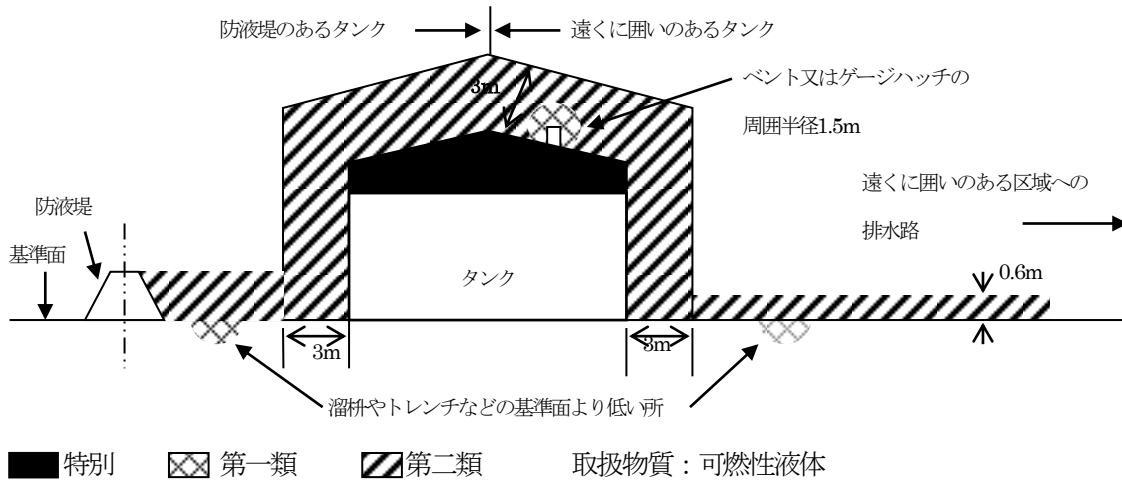 防液堤のあるタンク
遠くに囲いのあるタンク
3m
ベント又はゲージハッチの
周囲半径1.5m
遠くに囲いのある区域への
排水路
防液堤
基準面
タンク
0.6m
3m
3m
溜枡やトレンチなどの基準面より低い所
特別 第一類 第二類 取扱物質：可燃性液体